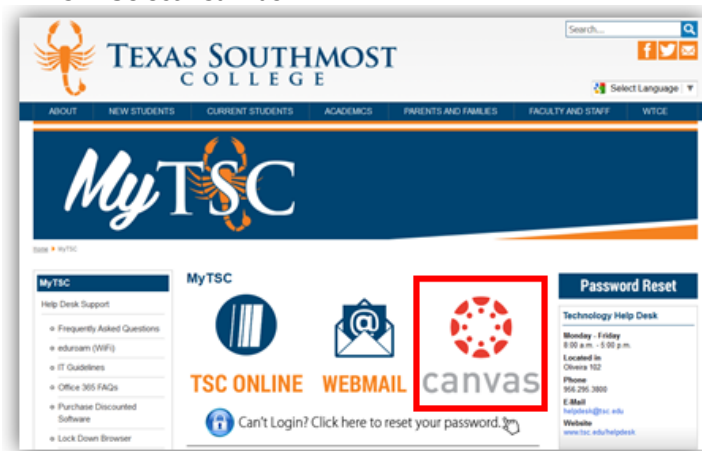 Search...
TEXAS SOUTHMOST
COLLEGE
f
Select Language ▼
ABOUT NEW STUDENTS CURRENT STUDENTS ACADEMICS PARENTS AND FAMILIES FACULTY AND STAFF WTCE
My TSC
home MyTSC
MyTSC
Help Desk Support
Frequently Asked Questions
eduroam (WiFi)
IT Guidelines
Office 365 FAQs
Purchase Discounted
Software
Lock Down Browser
MyTSC
TSC ONLINE
@
WEBMAIL
canvas
Can't Login? Click here to reset your password.
Password Reset
Technology Help Desk
Monday - Friday
8:00 a.m. - 5:00 p.m.
Located in
Oliveira 102
Phone
956.295.3800
E-Mail
helpdesk@tsc.edu
Website
www.tsc.edu/helpdesk